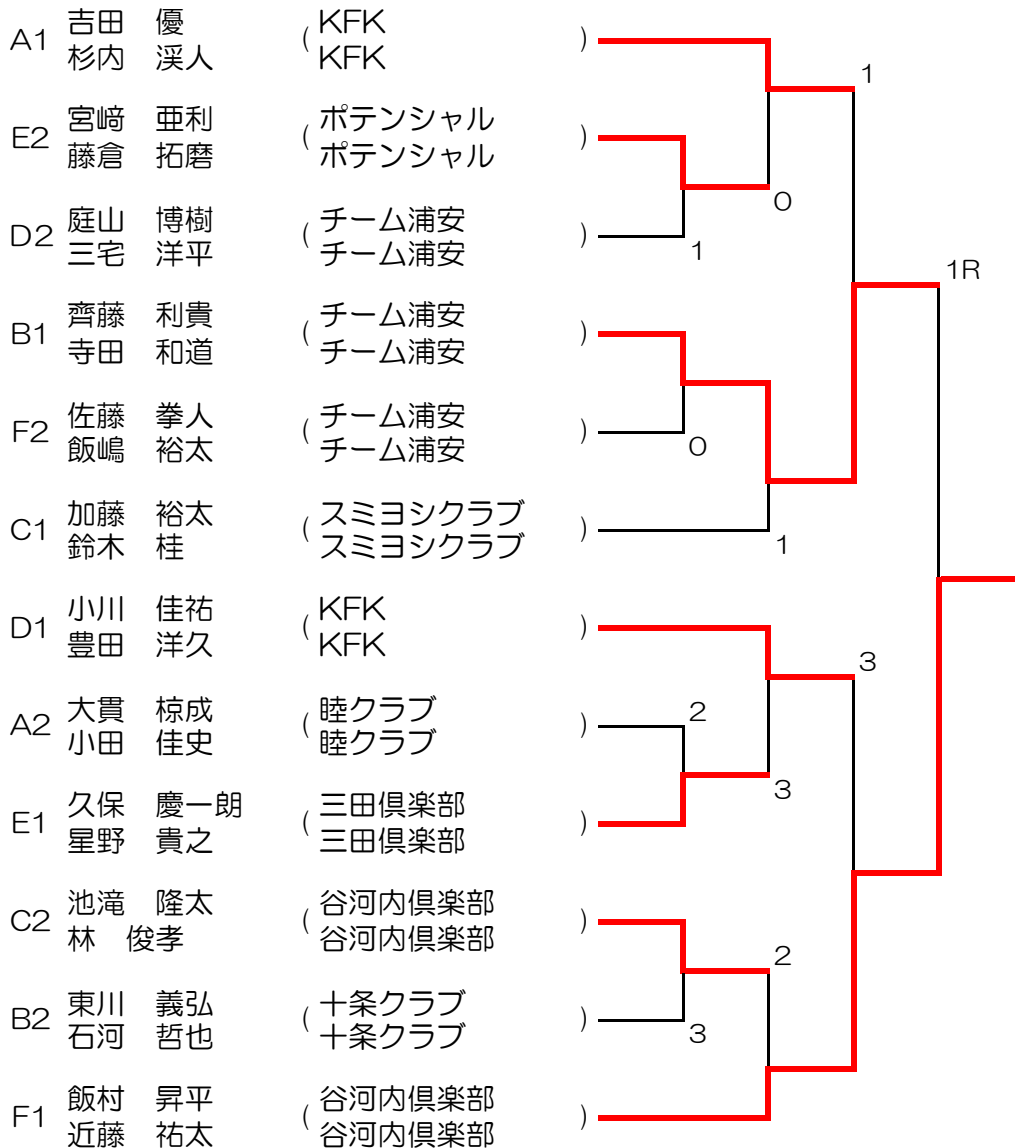 A1 吉田　優 ( KFK )
杉内　渓人 KFK
1
E2 宮﨑　亜利 ( ポテンシャル )
藤倉　拓磨 ポテンシャル
0
D2 庭山　博樹 ( チーム浦安 )
三宅　洋平 チーム浦安
1
1R
B1 齊藤　利貴 ( チーム浦安 )
寺田　和道 チーム浦安
F2 佐藤　拳人 ( チーム浦安 )
飯嶋　裕太 チーム浦安
0
C1 加藤　裕太 ( スミヨシクラブ )
鈴木　桂 スミヨシクラブ
1
D1 小川　佳祐 ( KFK )
豊田　洋久 KFK
3
A2 大貫　椋成 ( 睦クラブ )
小田　佳史 睦クラブ
2
3
E1 久保　慶一朗 ( 三田倶楽部 )
星野　貴之 三田倶楽部
C2 池滝　隆太 ( 谷河内倶楽部 )
林　俊孝 谷河内倶楽部
2
B2 東川　義弘 ( 十条クラブ )
石河　哲也 十条クラブ
3
F1 飯村　昇平 ( 谷河内倶楽部 )
近藤　祐太 谷河内倶楽部